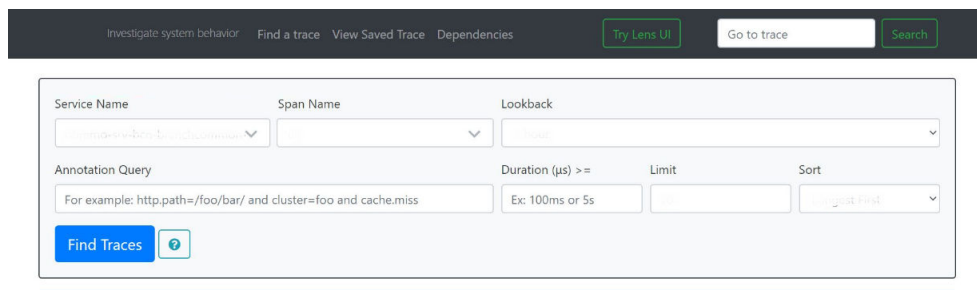 Investigate system behavior Find a trace View Saved Trace Dependencies Try Lens UI Go to trace Search
Service Name Span Name Lookback
Annotation Query Duration (μs) >= Limit Sort
For example: http.path=/foo/bar/ and cluster=foo and cache.miss Ex: 100ms or 5s
Find Traces